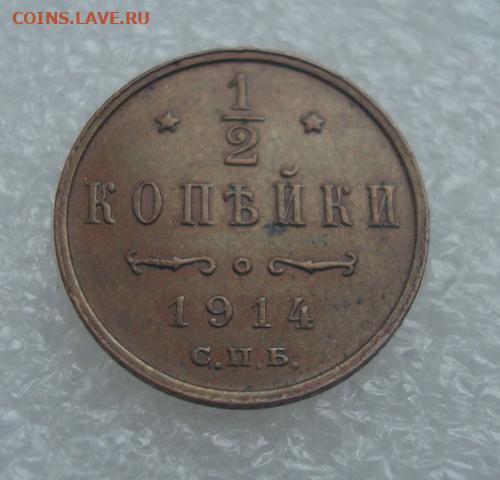 COINS.LAVE.RU
1/2
КОПѢЙКИ
1914
С.П.Б.